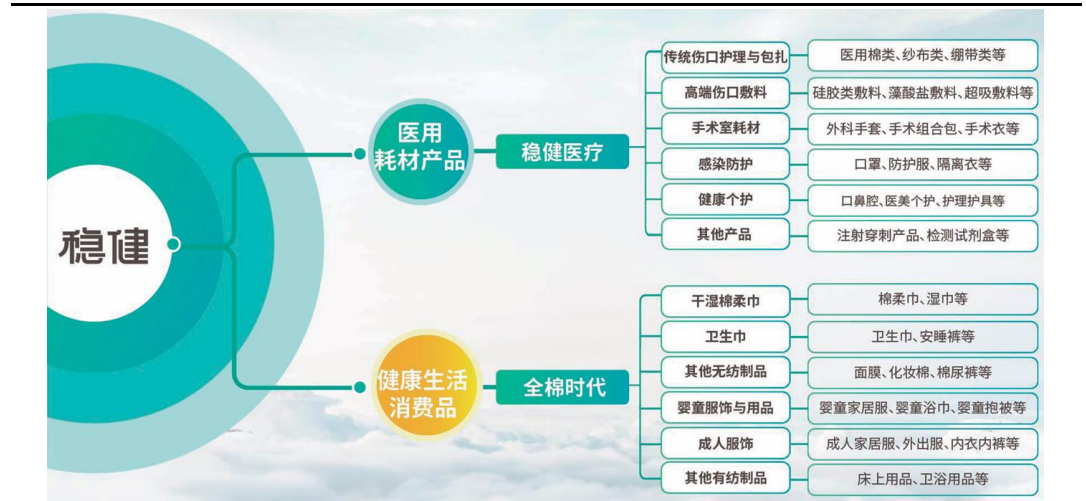 稳健
医用
耗材产品
稳健医疗
传统伤口护理与包扎
医用棉类、纱布类、绷带类等
高端伤口敷料
硅胶类敷料、藻酸盐敷料、超吸敷料等
手术室耗材
外科手套、手术组合包、手术衣等
感染防护
口罩、防护服、隔离衣等
健康个护
口鼻腔、医美个护、护理护具等
其他产品
注射穿刺产品、检测试剂盒等
健康生活
消费品
全棉时代
干湿棉柔巾
棉柔巾、湿巾等
卫生巾
卫生巾、安睡裤等
其他无纺制品
面膜、化妆棉、棉尿裤等
婴童服饰与用品
婴童家居服、婴童浴巾、婴童抱被等
成人服饰
成人家居服、外出服、内衣内裤等
其他有纺制品
床上用品、卫浴用品等